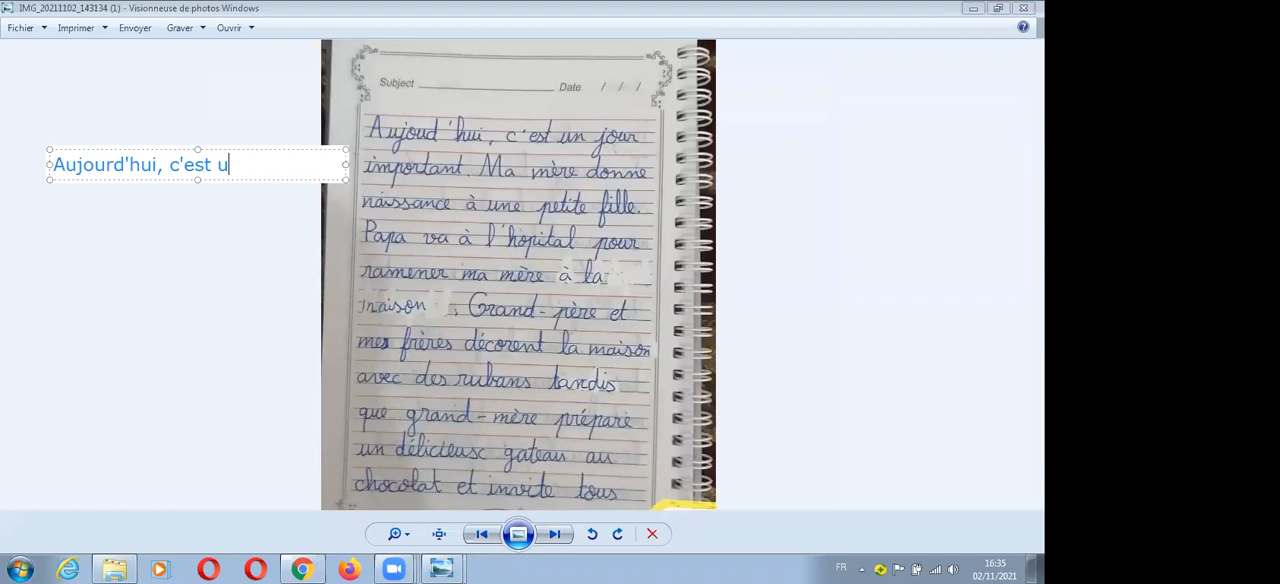 IMG_20211102_143134 (1) - Visionneuse de photos Windows
Fichier Imprimer Envoyer Graver Ouvrir
Subject Date / / /
Aujoud'hui, c'est un jour
Aujourd'hui, c'est u
important. Ma mère donne
naissance à une petite fille.
Papa va à l'hôpital pour
ramener ma mère à la
maison. Grand-père et
mes frères décorent la maison
avec des rubans tandis
que grand-mère prépare
un délicieux gateau au
chocolat et invite tous
FR 16:35
02/11/2021